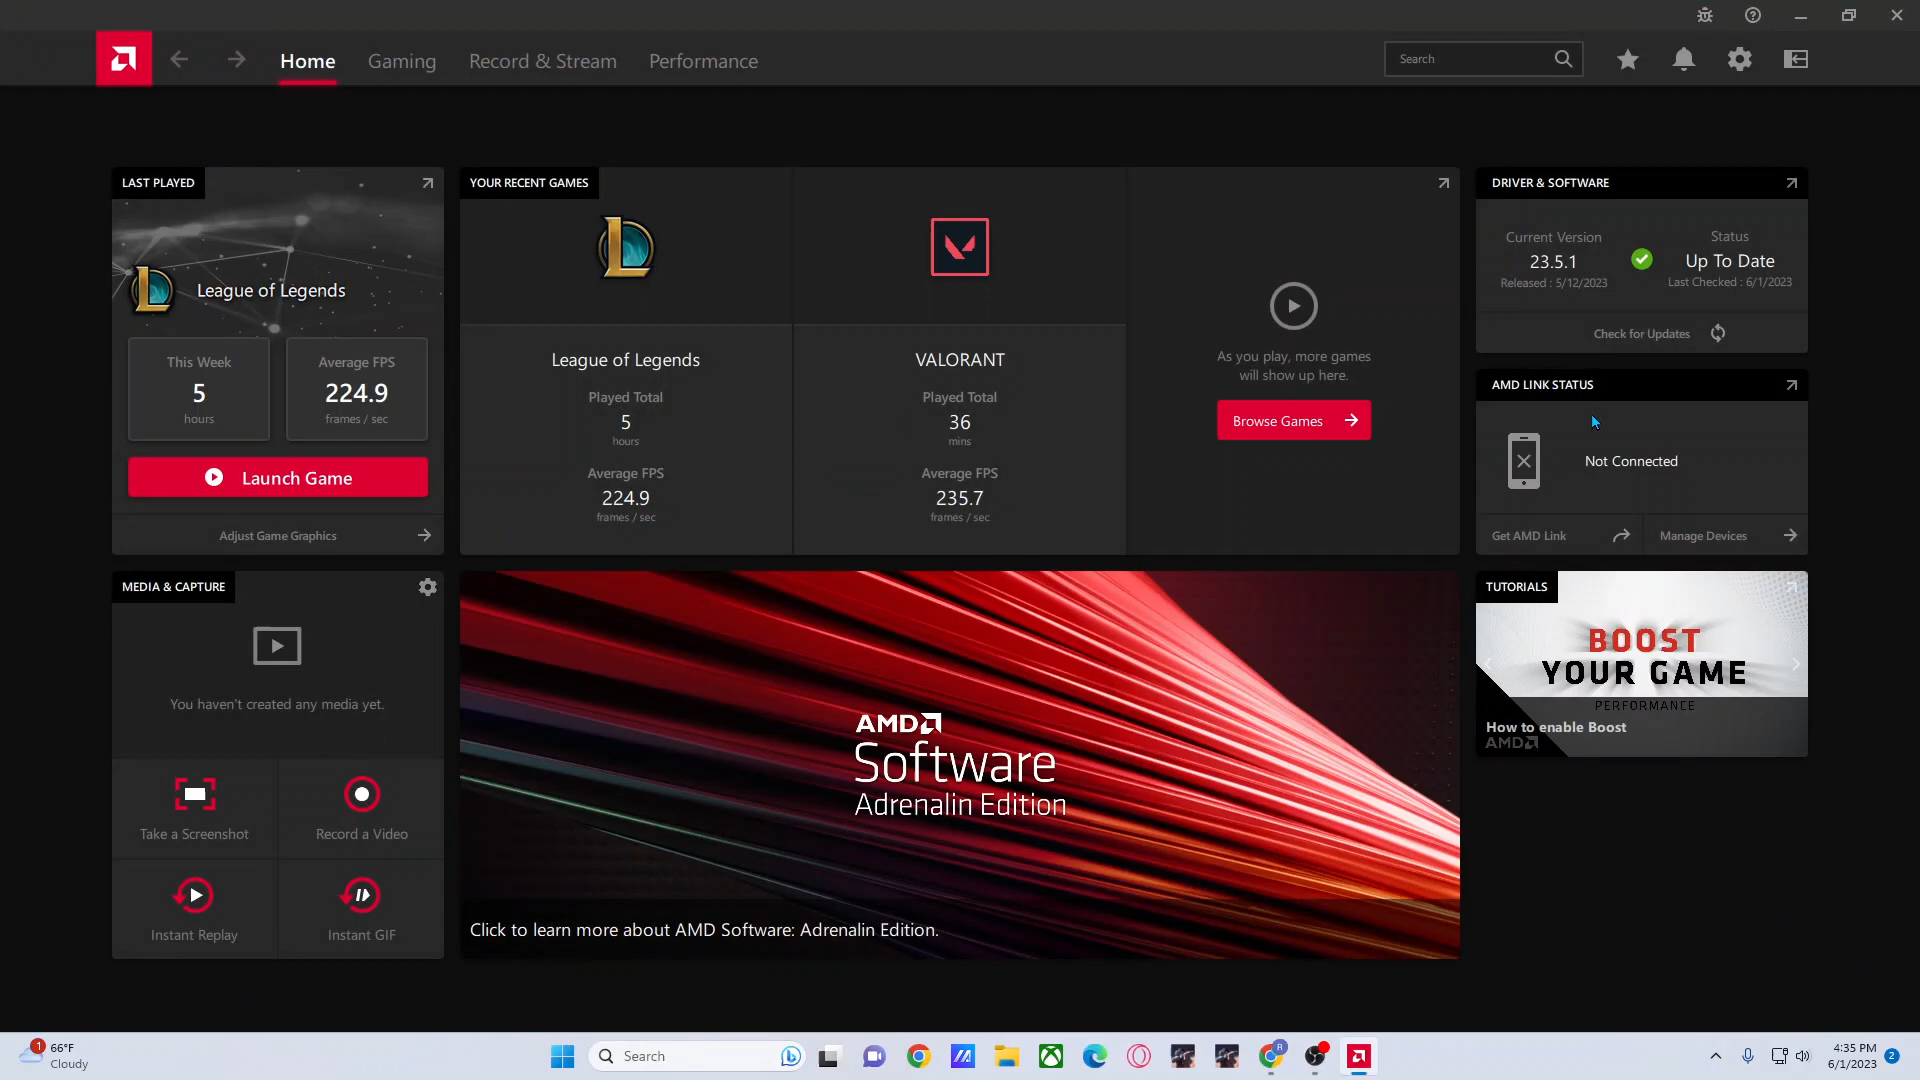 Home
Gaming
Record & Stream
Performance
Search
LAST PLAYED
League of Legends
This Week
5
hours
Average FPS
224.9
frames / sec
Launch Game
Adjust Game Graphics
YOUR RECENT GAMES
League of Legends
Played Total
5
hours
Average FPS
224.9
frames / sec
VALORANT
Played Total
36
mins
Average FPS
235.7
frames / sec
As you play, more games
will show up here.
Browse Games
DRIVER & SOFTWARE
Current Version
23.5.1
Released : 5/12/2023
Status
Up To Date
Last Checked : 6/1/2023
Check for Updates
AMD LINK STATUS
Not Connected
Get AMD Link
Manage Devices
MEDIA & CAPTURE
You haven't created any media yet.
Take a Screenshot
Record a Video
Instant Replay
Instant GIF
AMD
Software
Adrenalin Edition
Click to learn more about AMD Software: Adrenalin Edition.
TUTORIALS
BOOST
YOUR GAME
PERFORMANCE
How to enable Boost
AMD
1
66°F
Cloudy
Search
R
4:35 PM
6/1/2023
2